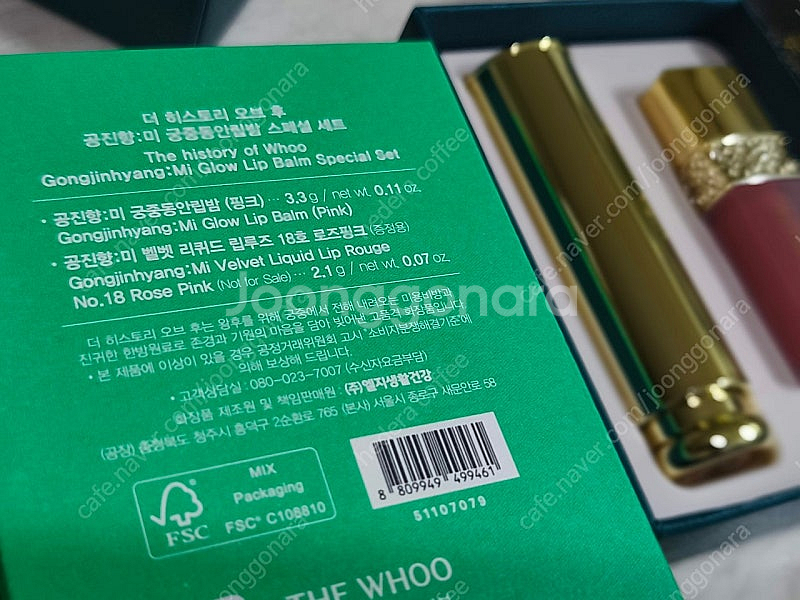 더 히스토리 오브 후
공진향:미 궁중동안립밤 스페셜 세트
The history of Whoo
Gongjinhyang:Mi Glow Lip Balm Special Set
• 공진향:미 궁중동안립밤 (핑크) ··· 3.3g / net wt. 0.11 oz.
Gongjinhyang:Mi Glow Lip Balm (Pink)
• 공진향:미 벨벳 리퀴드 립루즈 18호 로즈핑크 (증정용)
Gongjinhyang:Mi Velvet Liquid Lip Rouge
No.18 Rose Pink (Not for Sale) ··· 2.1g / net wt. 0.07 oz.
더 히스토리 오브 후는 왕후를 위해 궁중에서 전해 내려오는 미용비방과
진귀한 한방원료로 존경과 기원의 마음을 담아 빚어낸 고품격 화장품입니다.
• 본 제품에 이상이 있을 경우 공정거래위원회 고시 "소비자분쟁해결기준"에
의해 보상해 드립니다.
• 고객상담실 : 080-023-7007 (수신자요금부담)
화장품 제조원 및 책임판매원 : (주)엘지생활건강
(공장) 충청북도 청주시 흥덕구 2순환로 765 (본사) 서울시 종로구 새문안로 58
FSC
MIX
Packaging
FSC® C108810
8 809949 499461
51107079
THE WHOO
Joonggonara
cafe.naver.com/joonggonara